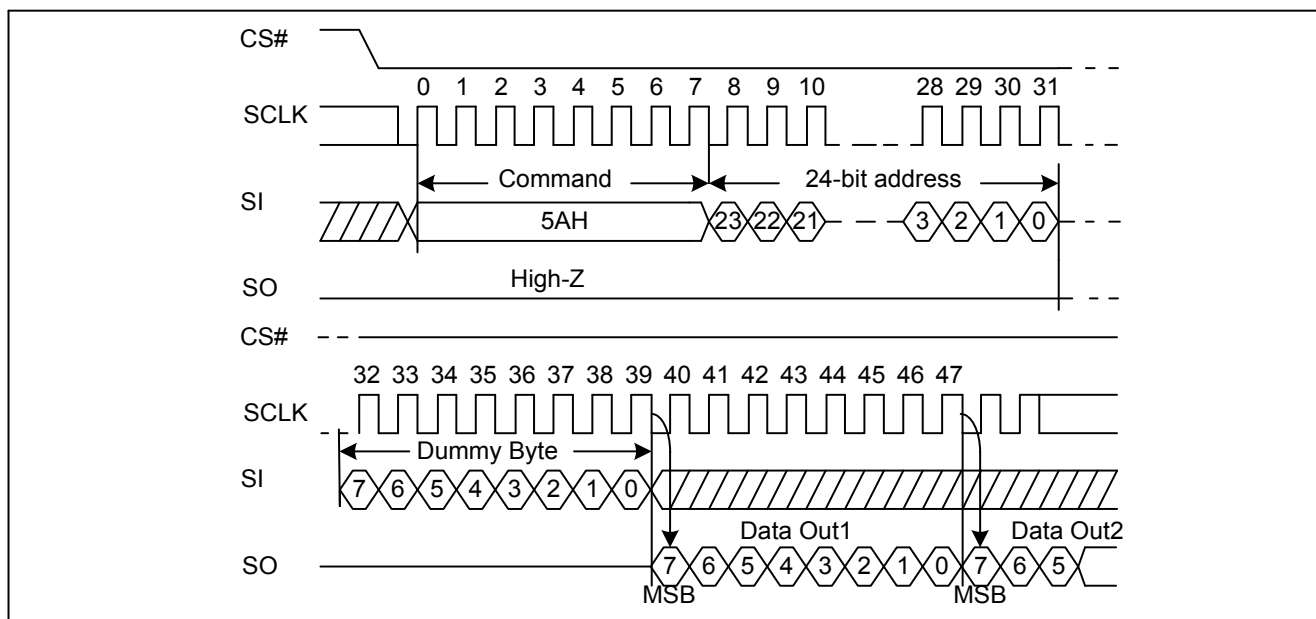 CS#
0 1 2 3 4 5 6 7 8 9 10 28 29 30 31
SCLK
Command 24-bit address
SI 5AH 23 22 21 3 2 1 0
SO High-Z
CS#
32 33 34 35 36 37 38 39 40 41 42 43 44 45 46 47
SCLK
Dummy Byte
SI 7 6 5 4 3 2 1 0
Data Out1 Data Out2
SO 7 6 5 4 3 2 1 0 7 6 5
MSB MSB